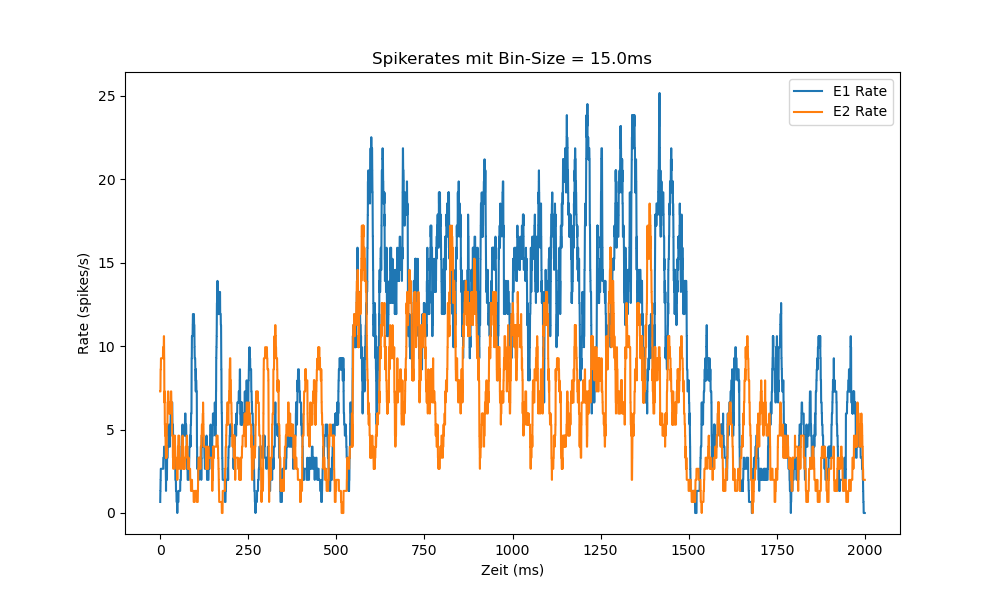 Spikerates mit Bin-Size = 15.0ms
E1 Rate
E2 Rate
25
20
15
10
5
0
Rate (spikes/s)
0 250 500 750 1000 1250 1500 1750 2000
Zeit (ms)